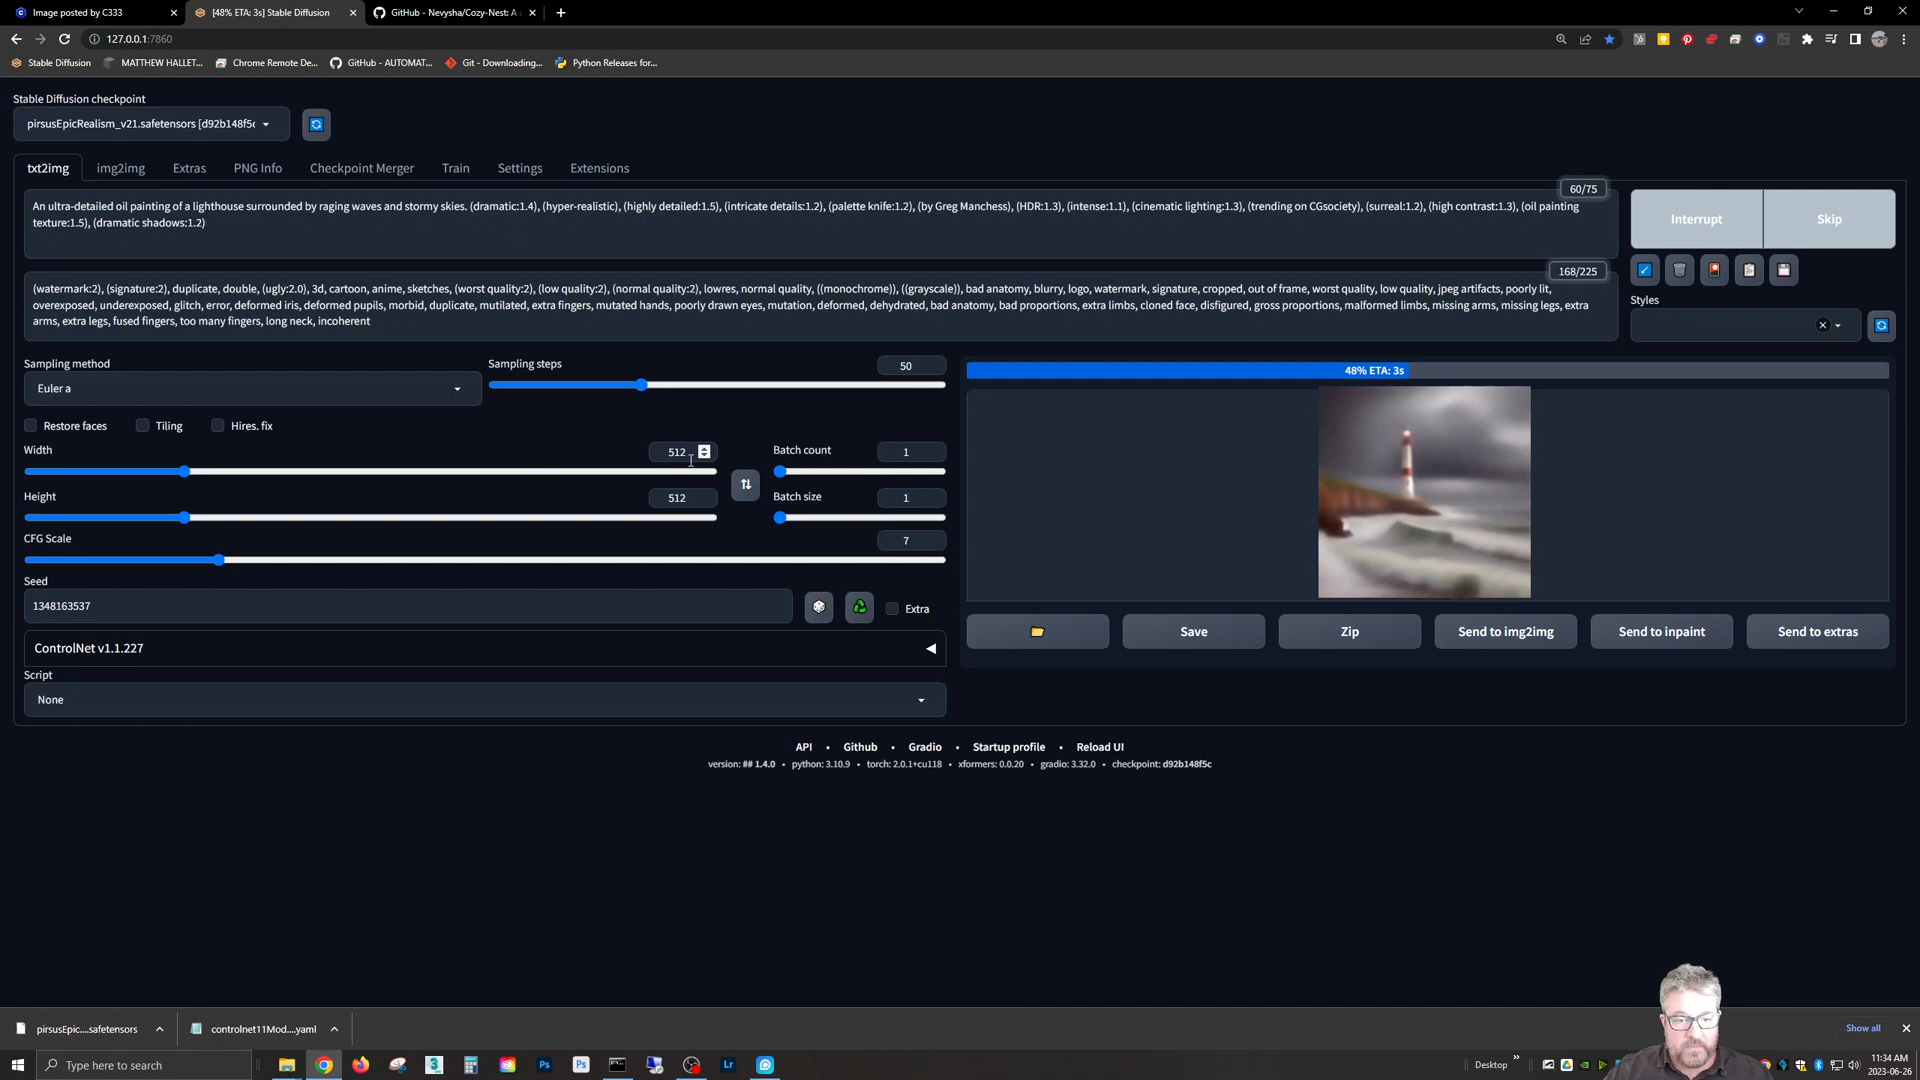 Image posted by C333
[48% ETA: 3s] Stable Diffusion
GitHub - Nevysha/Cozy-Nest: A
127.0.0.1:7860
Stable Diffusion
MATTHEW HALLET...
Chrome Remote De...
GitHub - AUTOMAT...
Git - Downloading...
Python Releases for...
Stable Diffusion checkpoint
pirsusEpicRealism_v21.safetensors [d92b148f5c
txt2img
img2img
Extras
PNG Info
Checkpoint Merger
Train
Settings
Extensions
60/75
An ultra-detailed oil painting of a lighthouse surrounded by raging waves and stormy skies. (dramatic:1.4), (hyper-realistic), (highly detailed:1.5), (intricate details:1.2), (palette knife:1.2), (by Greg Manchess), (HDR:1.3), (intense:1.1), (cinematic lighting:1.3), (trending on CGsociety), (surreal:1.2), (high contrast:1.3), (oil painting
texture:1.5), (dramatic shadows:1.2)
Interrupt
Skip
168/225
(watermark:2), (signature:2), duplicate, double, (ugly:2.0), 3d, cartoon, anime, sketches, (worst quality:2), (low quality:2), (normal quality:2), lowres, normal quality, ((monochrome)), ((grayscale)), bad anatomy, blurry, logo, watermark, signature, cropped, out of frame, worst quality, low quality, jpeg artifacts, poorly lit,
overexposed, underexposed, glitch, error, deformed iris, deformed pupils, morbid, duplicate, mutilated, extra fingers, mutated hands, poorly drawn eyes, mutation, deformed, dehydrated, bad anatomy, bad proportions, extra limbs, cloned face, disfigured, gross proportions, malformed limbs, missing arms, missing legs, extra
arms, extra legs, fused fingers, too many fingers, long neck, incoherent
Styles
Sampling method
Euler a
Sampling steps
50
48% ETA: 3s
Restore faces
Tiling
Hires. fix
Width
512
Batch count
1
Height
512
Batch size
1
CFG Scale
7
Seed
1348163537
Extra
ControlNet v1.1.227
Script
None
Save
Zip
Send to img2img
Send to inpaint
Send to extras
API • Github • Gradio • Startup profile • Reload UI
version: ## 1.4.0 • python: 3.10.9 • torch: 2.0.1+cu118 • xformers: 0.0.20 • gradio: 3.32.0 • checkpoint: d92b148f5c
pirsusEpic....safetensors
controlnet11Mod....yaml
Show all
Type here to search
Ps
Ps
Lr
Desktop
11:34 AM
2023-06-26